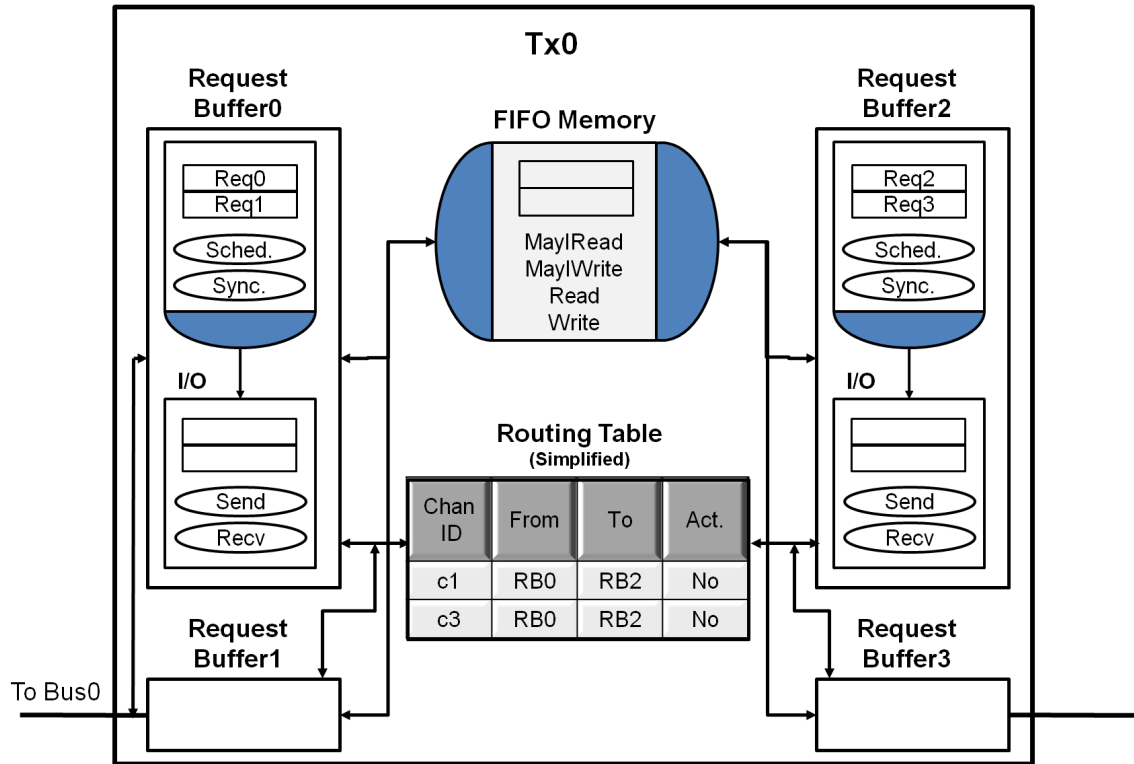 Tx0
Request
Buffer0
Req0
Req1
Sched.
Sync.
I/O
Send
Recv
FIFO Memory
MayIRead
MayIWrite
Read
Write
Request
Buffer2
Req2
Req3
Sched.
Sync.
I/O
Send
Recv
Routing Table
(Simplified)
Chan ID From To Act.
c1 RB0 RB2 No
c3 RB0 RB2 No
Request
Buffer1
To Bus0
Request
Buffer3